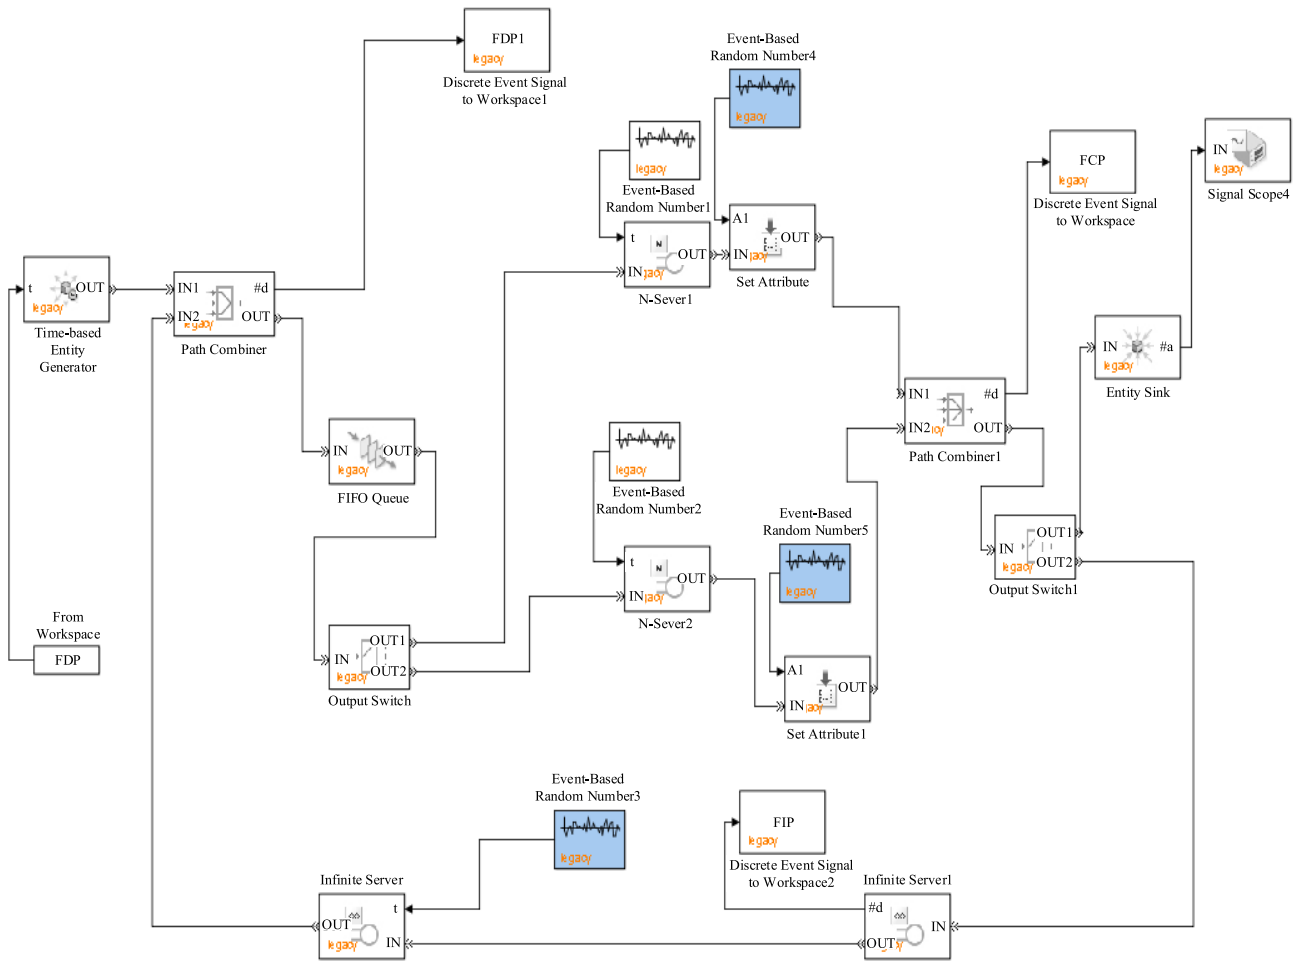 FDP1
legacy
Discrete Event Signal
to Workspace1
Event-Based
Random Number4
legacy
legacy
Event-Based
Random Number1
A1
IN
OUT
Set Attribute
t
IN
OUT
N-Sever1
FCP
legacy
Discrete Event Signal
to Workspace
IN
legacy
Signal Scope4
t
OUT
legacy
Time-based
Entity
Generator
IN1
IN2
#d
OUT
legacy
Path Combiner
IN
#a
legacy
Entity Sink
IN1
IN2
#d
OUT
Path Combiner1
IN
OUT
legacy
FIFO Queue
legacy
Event-Based
Random Number2
t
IN
OUT
N-Sever2
Event-Based
Random Number5
legacy
IN
OUT1
OUT2
legacy
Output Switch1
From
Workspace
FDP
IN
OUT1
OUT2
legacy
Output Switch
A1
IN
OUT
Set Attribute1
Event-Based
Random Number3
legacy
FIP
legacy
Discrete Event Signal
to Workspace2
Infinite Server
t
OUT
IN
legacy
Infinite Server1
#d
IN
OUT